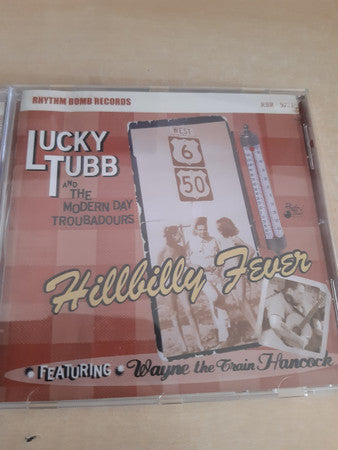 RHYTHM BOMB RECORDS
LUCKY
TUBB
AND THE
MODERN DAY
TROUBADOURS
WEST
6
50
Hillbilly Fever
• FEATURING • Wayne the Train Hancock